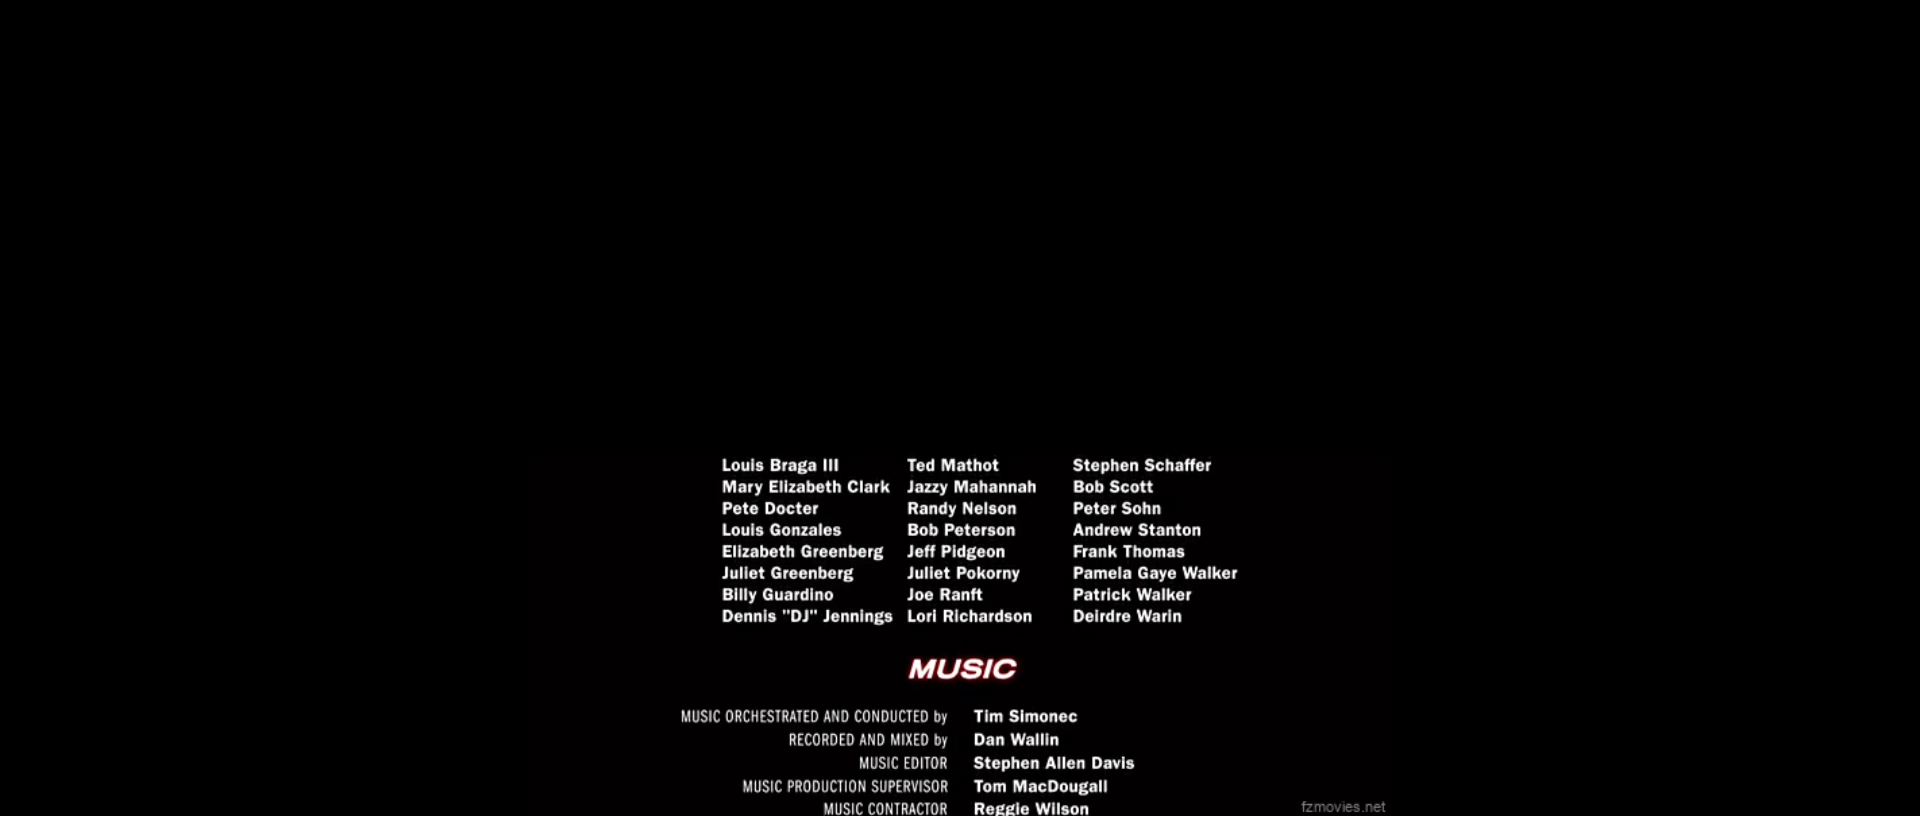 Louis Braga III Ted Mathot Stephen Schaffer
Mary Elizabeth Clark Jazzy Mahannah Bob Scott
Pete Docter Randy Nelson Peter Sohn
Louis Gonzales Bob Peterson Andrew Stanton
Elizabeth Greenberg Jeff Pidgeon Frank Thomas
Juliet Greenberg Juliet Pokorny Pamela Gaye Walker
Billy Guardino Joe Ranft Patrick Walker
Dennis "DJ" Jennings Lori Richardson Deirdre Warin
MUSIC
MUSIC ORCHESTRATED AND CONDUCTED by Tim Simonec
RECORDED AND MIXED by Dan Wallin
MUSIC EDITOR Stephen Allen Davis
MUSIC PRODUCTION SUPERVISOR Tom MacDougall
MUSIC CONTRACTOR Reggie Wilson
fzmovies.net